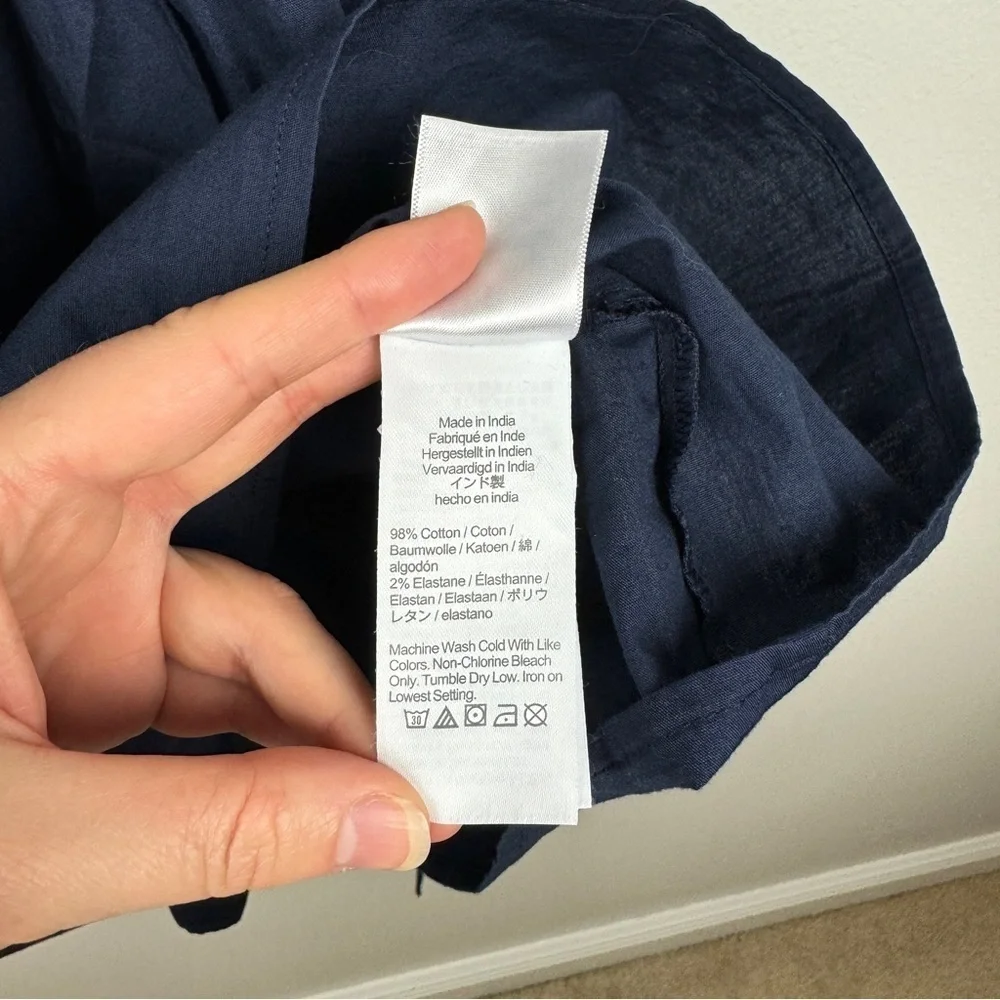 Made in India
Fabriqué en Inde
Hergestellt in Indien
Vervaardigd in India
インド製
hecho en india
98% Cotton / Coton /
Baumwolle / Katoen / 綿 /
algodón
2% Elastane / Élasthanne /
Elastan / Elastaan / ポリウ
レタン / elastano
Machine Wash Cold With Like
Colors. Non-Chlorine Bleach
Only. Tumble Dry Low. Iron on
Lowest Setting.
30